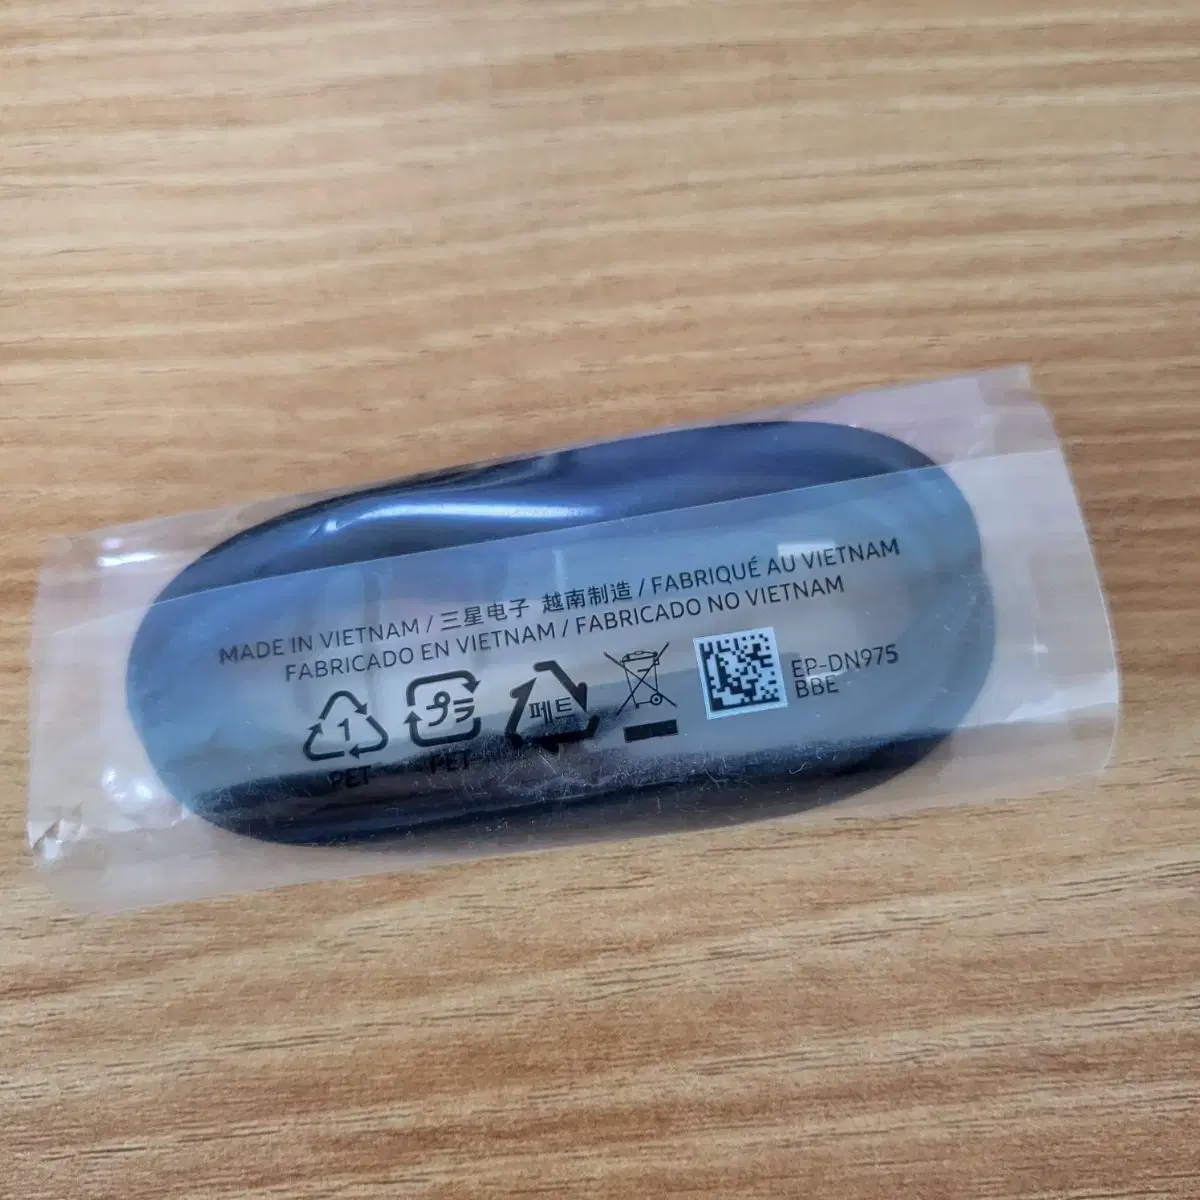 MADE IN VIETNAM / 三星电子 越南制造 / FABRIQUÉ AU VIETNAM
FABRICADO EN VIETNAM / FABRICADO NO VIETNAM
1
PET
プラ
PET
페트
EP-DN975
BBE